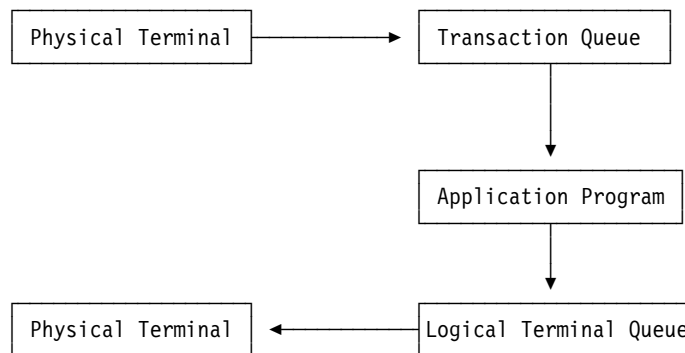 Physical Terminal
Transaction Queue
Application Program
Physical Terminal
Logical Terminal Queue